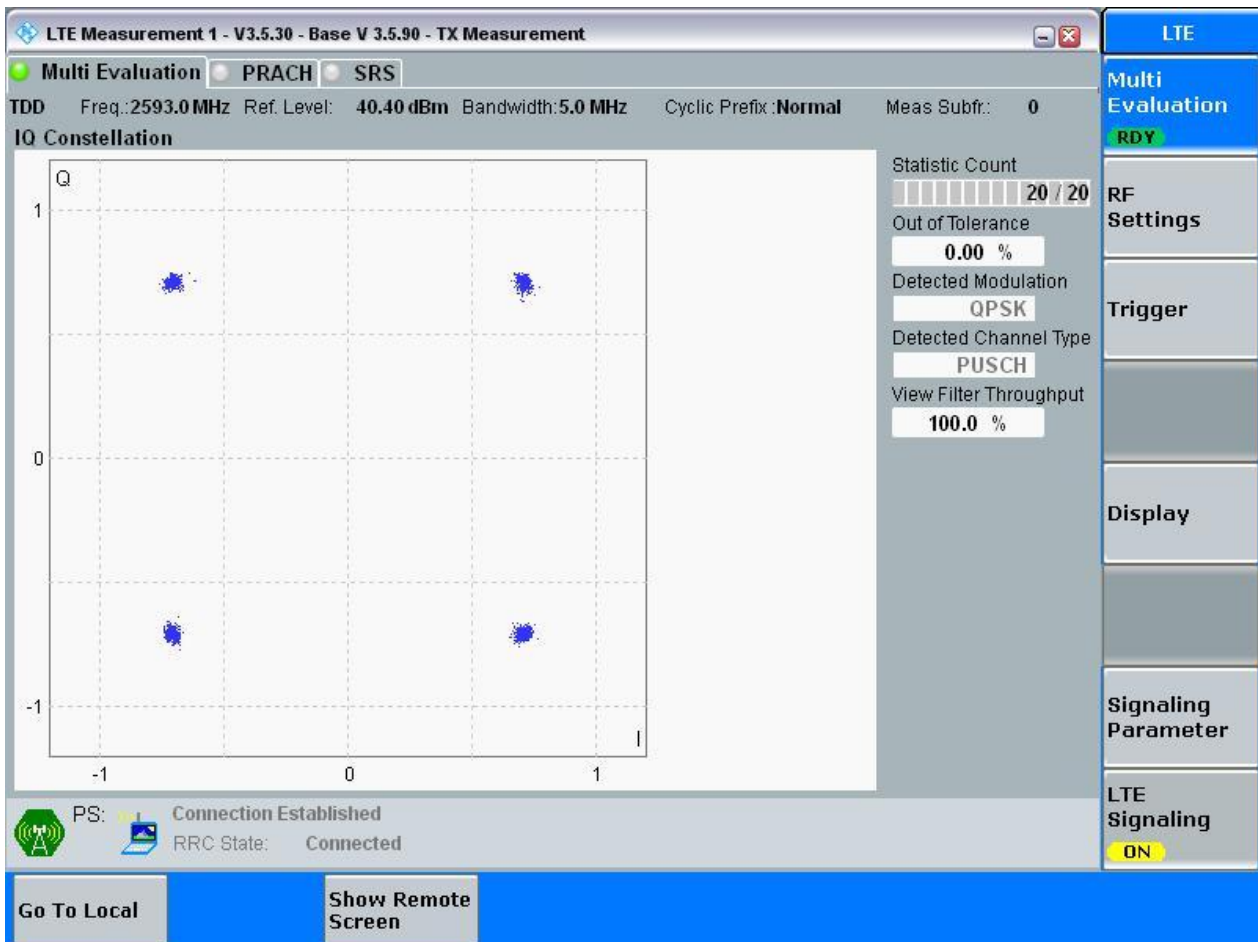 LTE Measurement 1 - V3.5.30 - Base V 3.5.90 - TX Measurement
Multi Evaluation PRACH SRS
TDD Freq.:2593.0 MHz Ref. Level: 40.40 dBm Bandwidth:5.0 MHz Cyclic Prefix :Normal Meas Subfr.: 0
IQ Constellation
Q
1
0
-1
-1 0 1
I
Statistic Count
20 / 20
Out of Tolerance
0.00 %
Detected Modulation
QPSK
Detected Channel Type
PUSCH
View Filter Throughput
100.0 %
PS: Connection Established
RRC State: Connected
LTE
Multi
Evaluation
RDY
RF
Settings
Trigger
Display
Signaling
Parameter
LTE
Signaling
ON
Go To Local
Show Remote
Screen